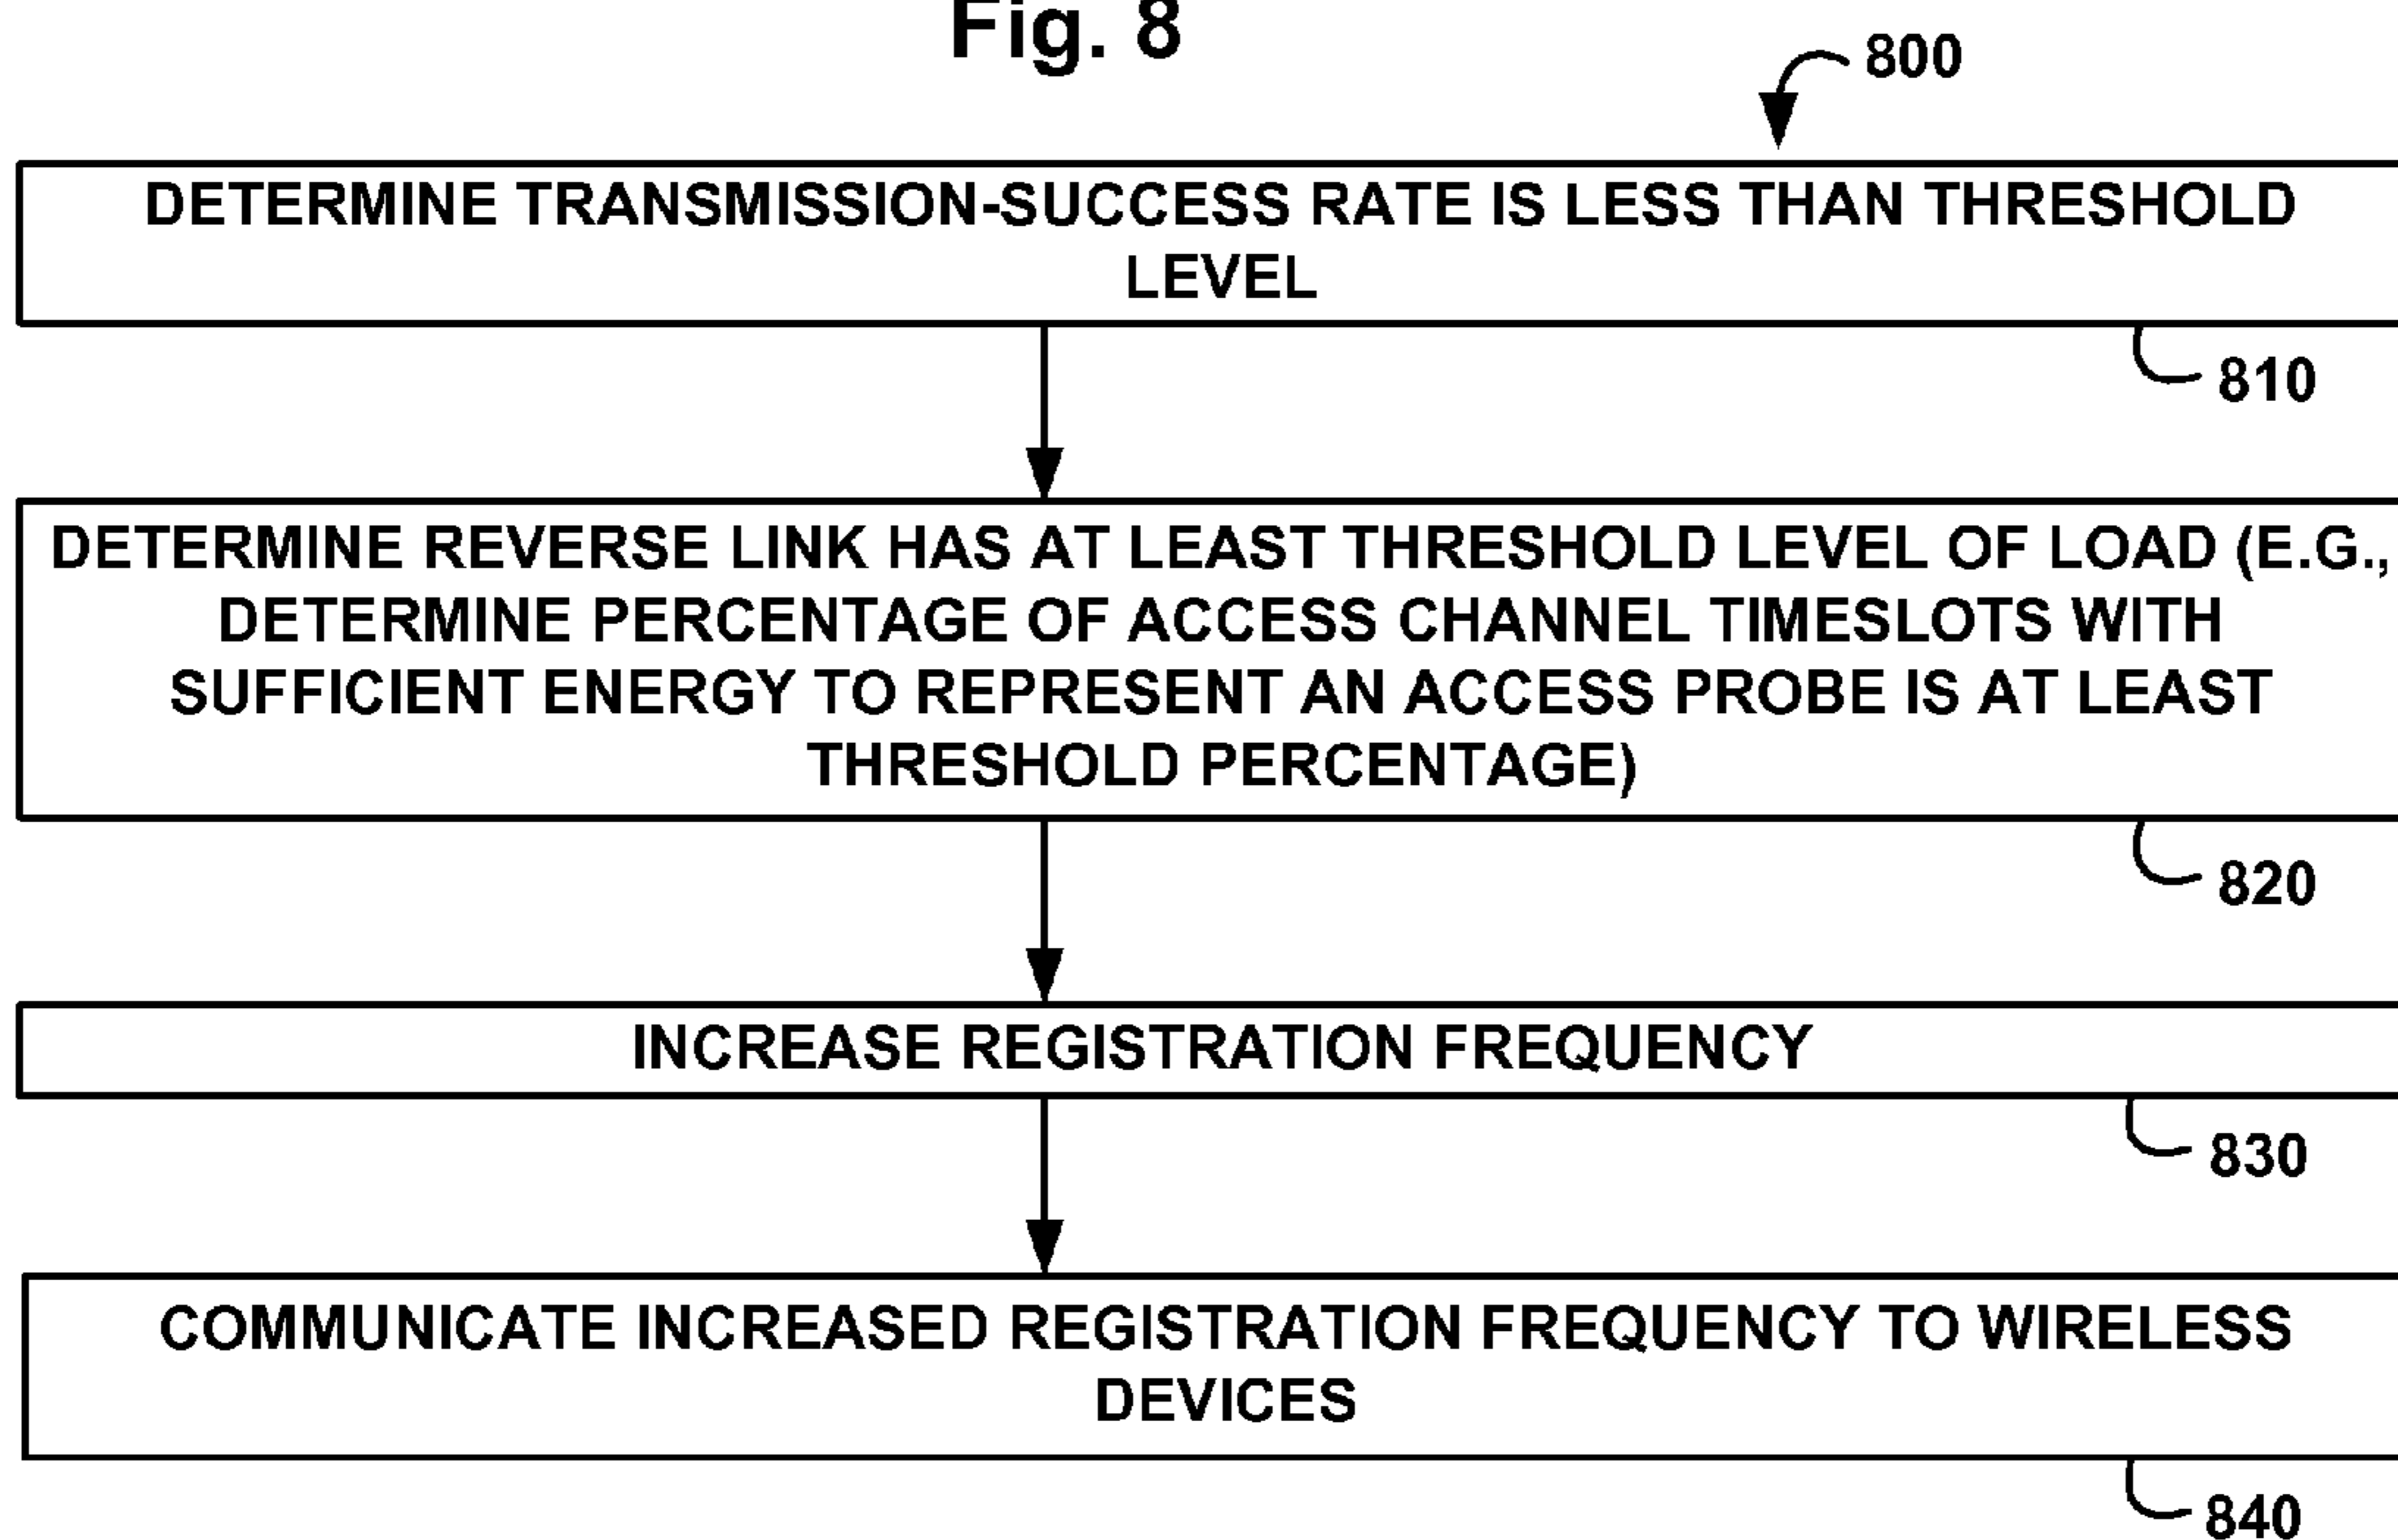 Fig. 8
800
DETERMINE TRANSMISSION-SUCCESS RATE IS LESS THAN THRESHOLD
LEVEL
810
DETERMINE REVERSE LINK HAS AT LEAST THRESHOLD LEVEL OF LOAD (E.G.,
DETERMINE PERCENTAGE OF ACCESS CHANNEL TIMESLOTS WITH
SUFFICIENT ENERGY TO REPRESENT AN ACCESS PROBE IS AT LEAST
THRESHOLD PERCENTAGE)
820
INCREASE REGISTRATION FREQUENCY
830
COMMUNICATE INCREASED REGISTRATION FREQUENCY TO WIRELESS
DEVICES
840